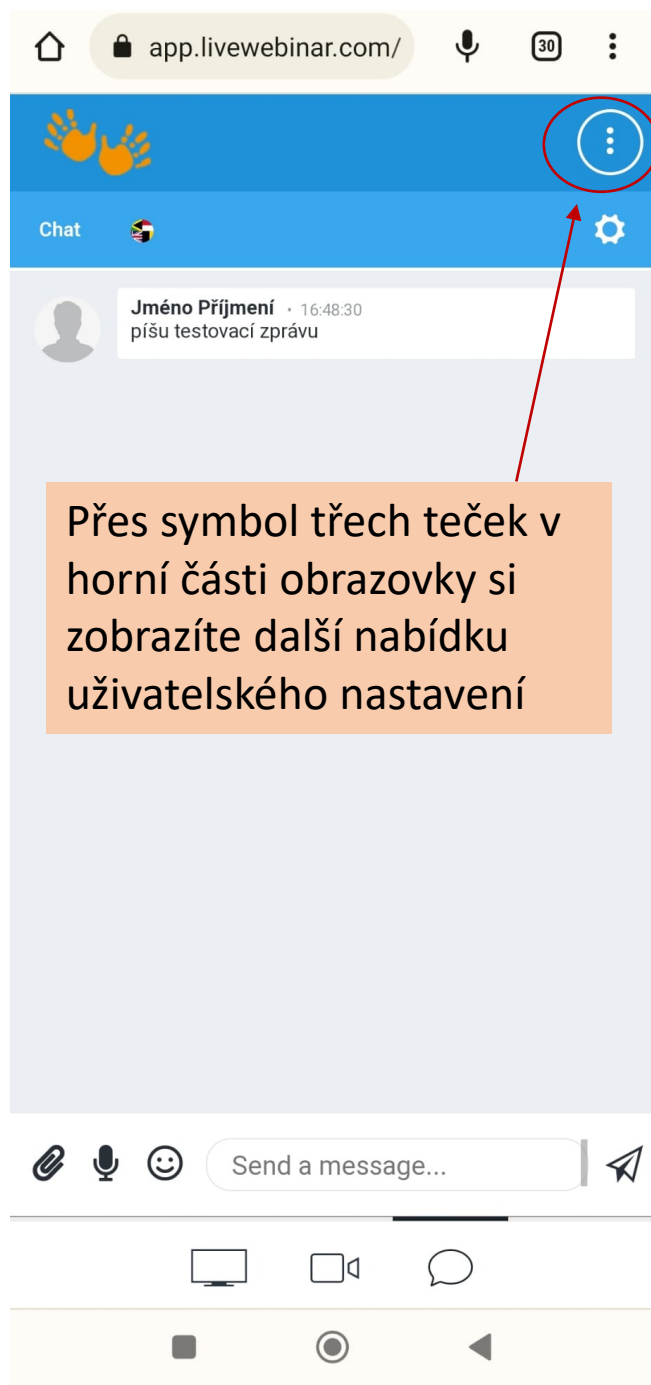 app.livewebinar.com/
30
Chat
Jméno Příjmení · 16:48:30
píšu testovací zprávu
Přes symbol třech teček v
horní části obrazovky si
zobrazíte další nabídku
uživatelského nastavení
Send a message...